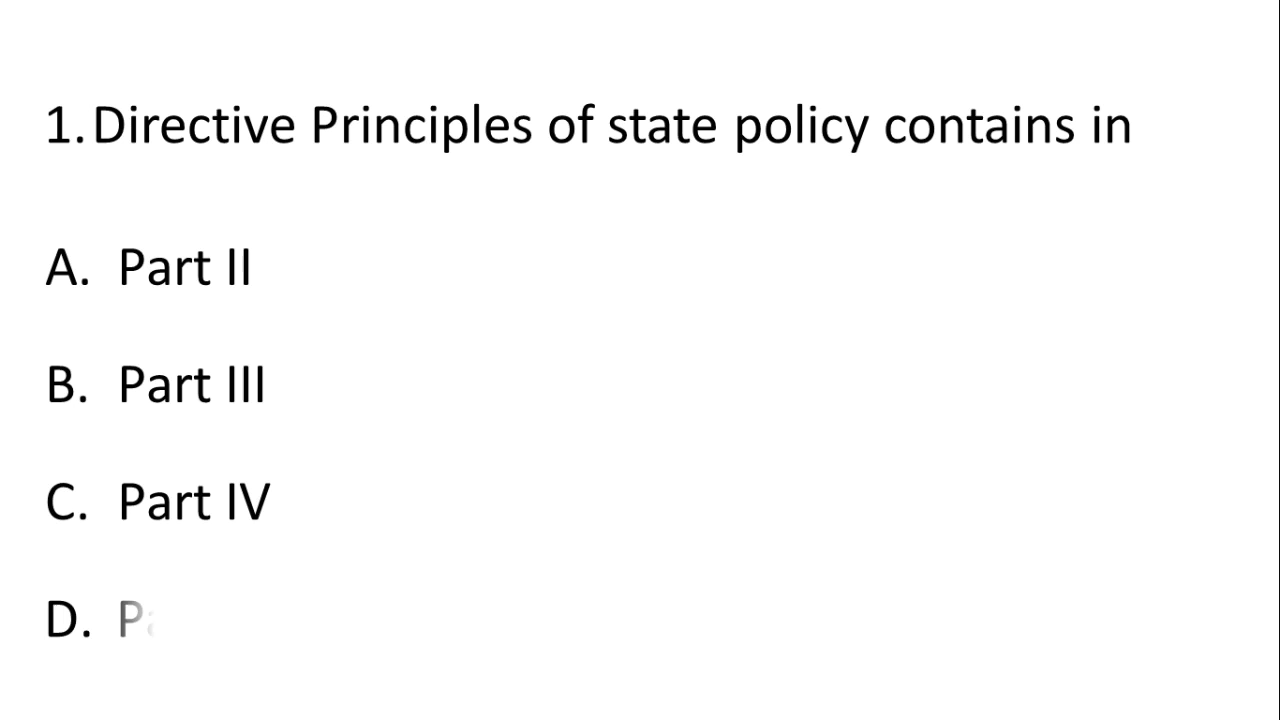 1. Directive Principles of state policy contains in
A. Part II
B. Part III
C. Part IV
D.